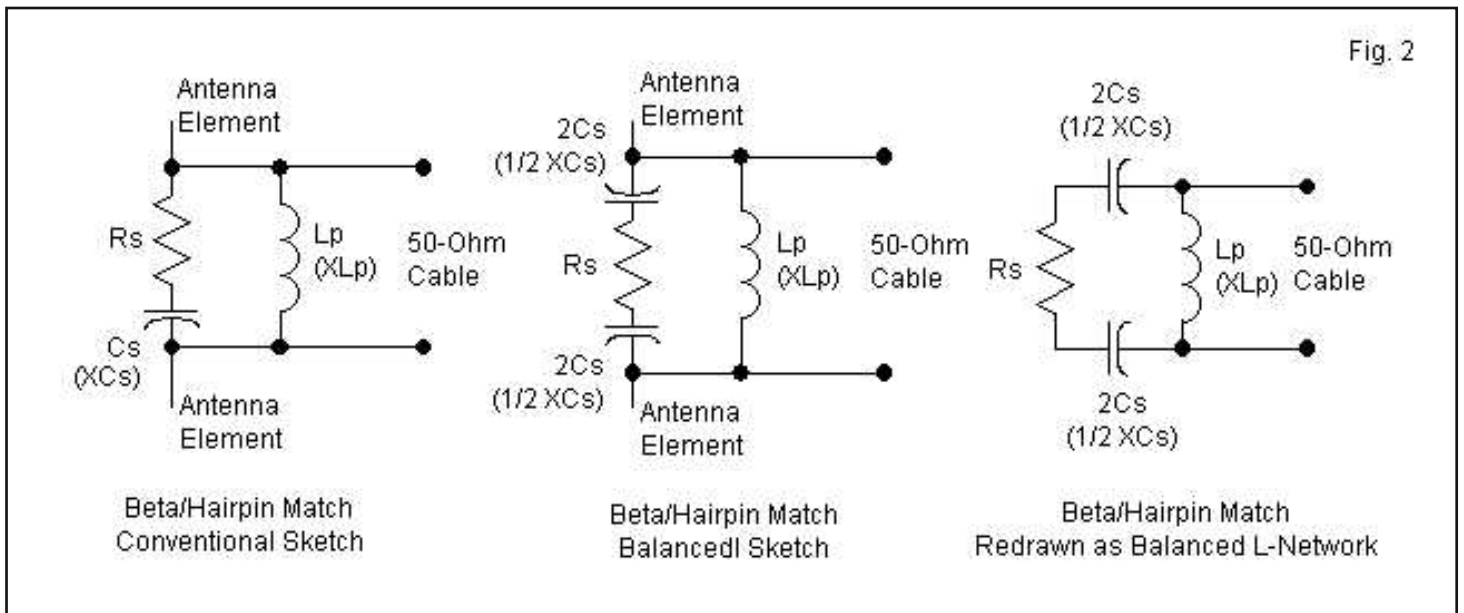 Fig. 2
Antenna
Element
Rs
Cs
(XCs)
Lp
(XLp)
50-Ohm
Cable
Antenna
Element
Beta/Hairpin Match
Conventional Sketch
Antenna
Element
2Cs
(1/2 XCs)
Rs
Lp
(XLp)
50-Ohm
Cable
2Cs
(1/2 XCs)
Antenna
Element
Beta/Hairpin Match
Balancedl Sketch
2Cs
(1/2 XCs)
Rs
Lp
(XLp)
50-Ohm
Cable
2Cs
(1/2 XCs)
Beta/Hairpin Match
Redrawn as Balanced L-Network